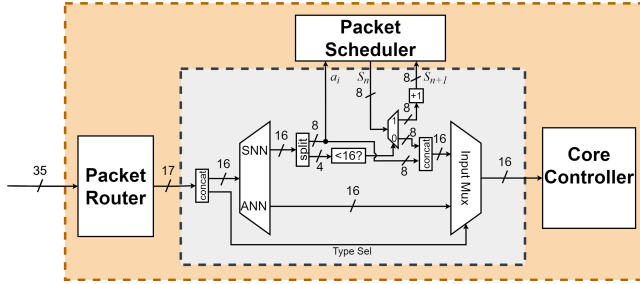 Packet
Scheduler
a_i
S_n
8
8
S_{n+1}
+1
8
1
0
8
SNN
16
split
8
4
<16?
8
concat
16
Input Mux
16
Core
Controller
35
Packet
Router
17
concat
16
ANN
16
Type Sel